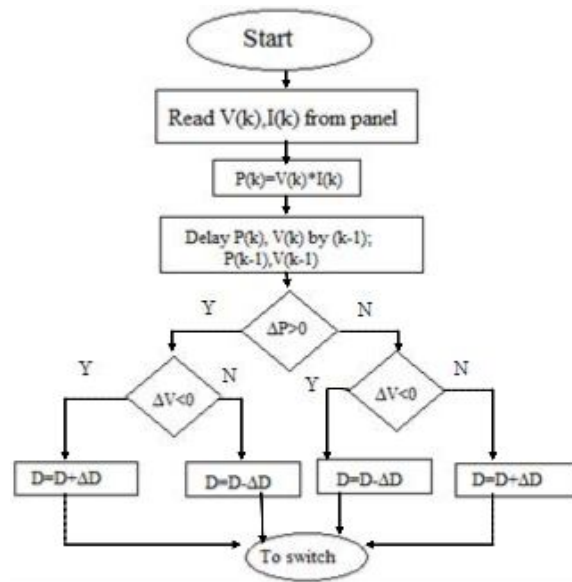 Start
Read V(k),I(k) from panel
P(k)=V(k)*I(k)
Delay P(k), V(k) by (k-1);
P(k-1),V(k-1)
Y
N
ΔP>0
Y
N
Y
N
ΔV<0
ΔV<0
D=D+ΔD
D=D-ΔD
D=D-ΔD
D=D+ΔD
To switch